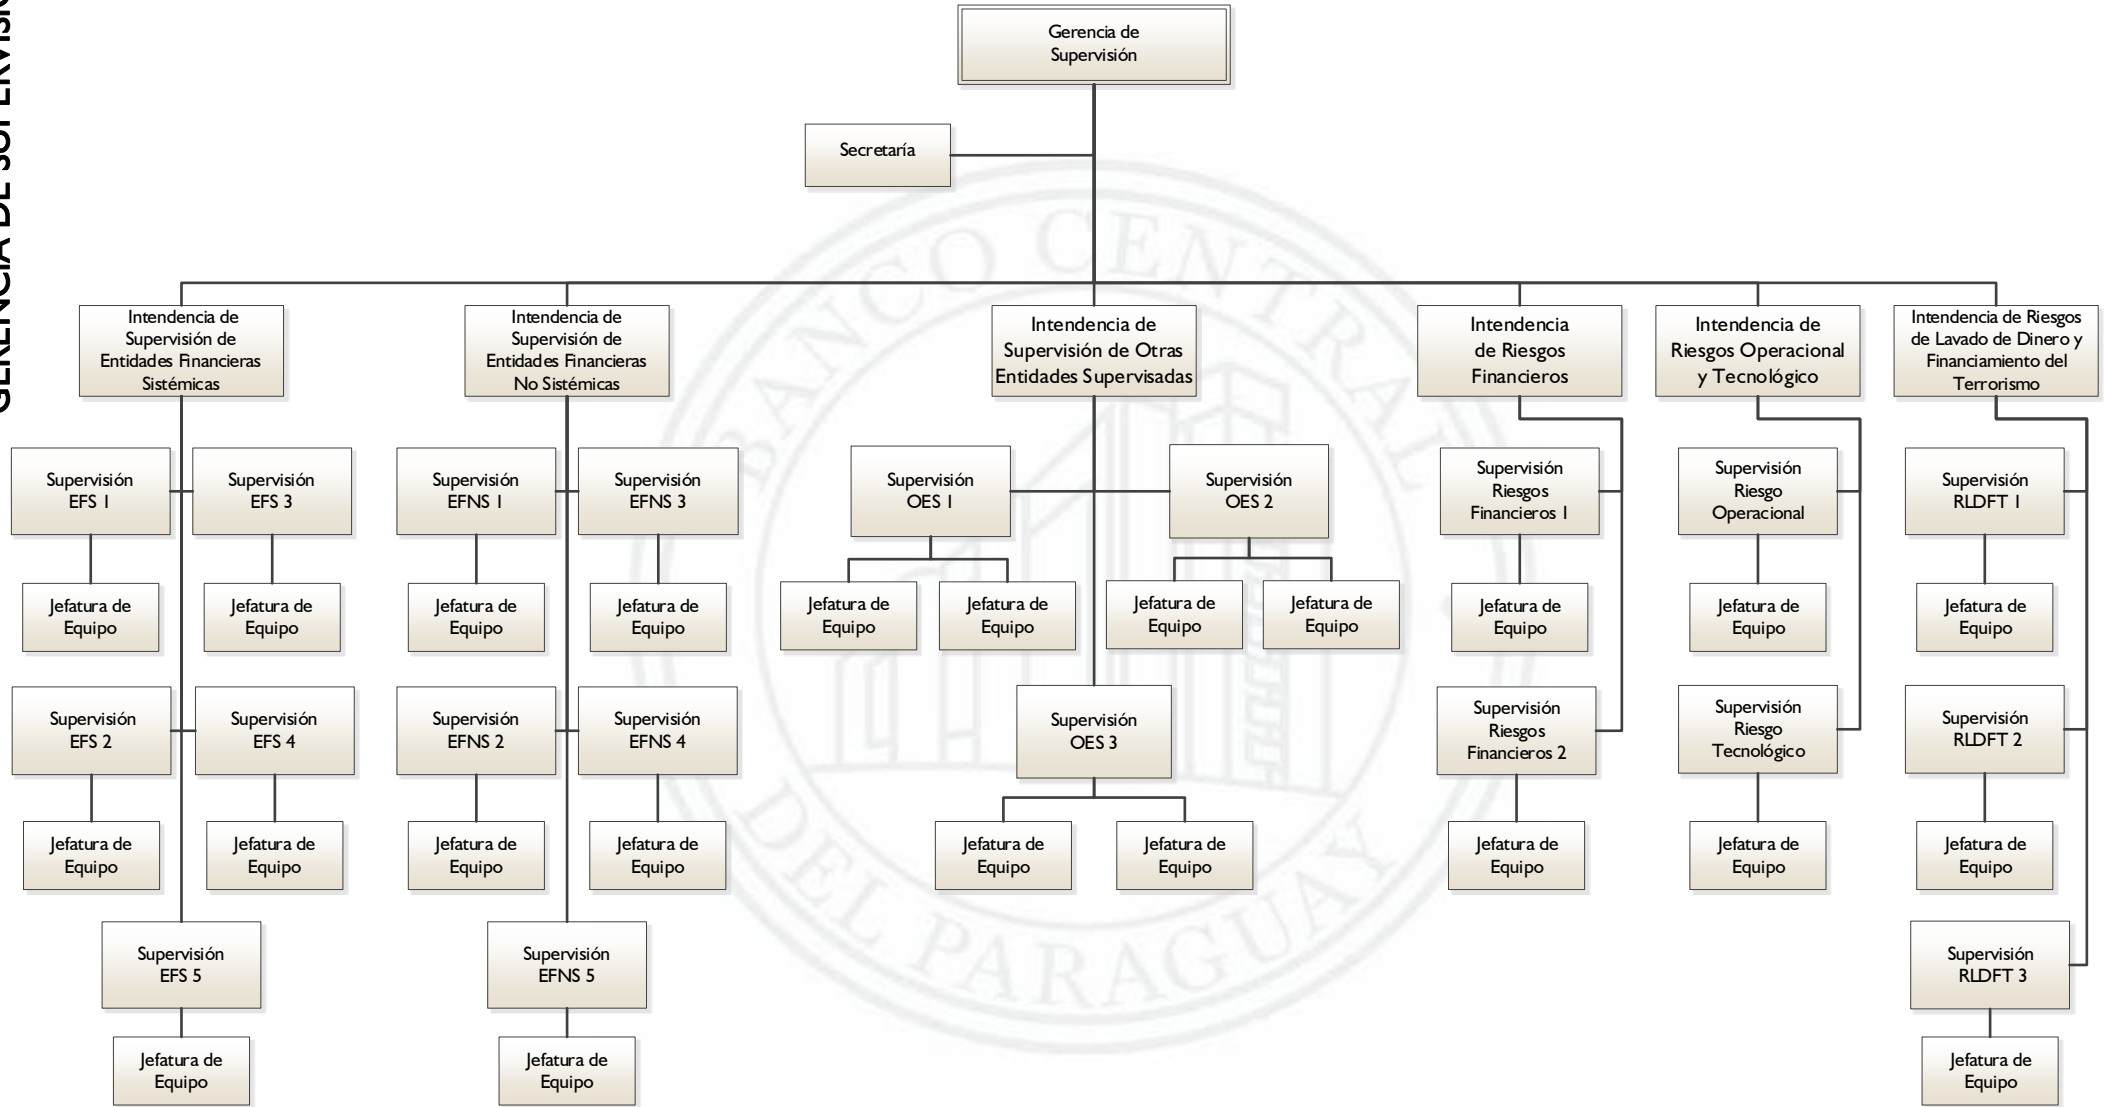 GERENCIA DE
Gerencia de
Supervisión
Secretaría
BANCO CENTRAL
DEL PARAGUAY
Intendencia de
Supervisión de
Entidades Financieras
Sistémicas
Intendencia de
Supervisión de
Entidades Financieras
No Sistémicas
Intendencia de
Supervisión de Otras
Entidades Supervisadas
Intendencia
de Riesgos
Financieros
Intendencia de
Riesgos Operacional
y Tecnológico
Intendencia de Riesgos
de Lavado de Dinero y
Financiamiento del
Terrorismo
Supervisión
EFS 1
Supervisión
EFS 3
Supervisión
EFNS 1
Supervisión
EFNS 3
Supervisión
OES 1
Supervisión
OES 2
Supervisión
Riesgos
Financieros 1
Supervisión
Riesgo
Operacional
Supervisión
RLDFT 1
Jefatura de
Equipo
Jefatura de
Equipo
Jefatura de
Equipo
Jefatura de
Equipo
Jefatura de
Equipo
Jefatura de
Equipo
Jefatura de
Equipo
Jefatura de
Equipo
Jefatura de
Equipo
Jefatura de
Equipo
Jefatura de
Equipo
Supervisión
EFS 2
Supervisión
EFS 4
Supervisión
EFNS 2
Supervisión
EFNS 4
Supervisión
OES 3
Supervisión
Riesgos
Financieros 2
Supervisión
Riesgo
Tecnológico
Supervisión
RLDFT 2
Jefatura de
Equipo
Jefatura de
Equipo
Jefatura de
Equipo
Jefatura de
Equipo
Jefatura de
Equipo
Jefatura de
Equipo
Jefatura de
Equipo
Jefatura de
Equipo
Jefatura de
Equipo
Supervisión
EFS 5
Supervisión
EFNS 5
Supervisión
RLDFT 3
Jefatura de
Equipo
Jefatura de
Equipo
Jefatura de
Equipo